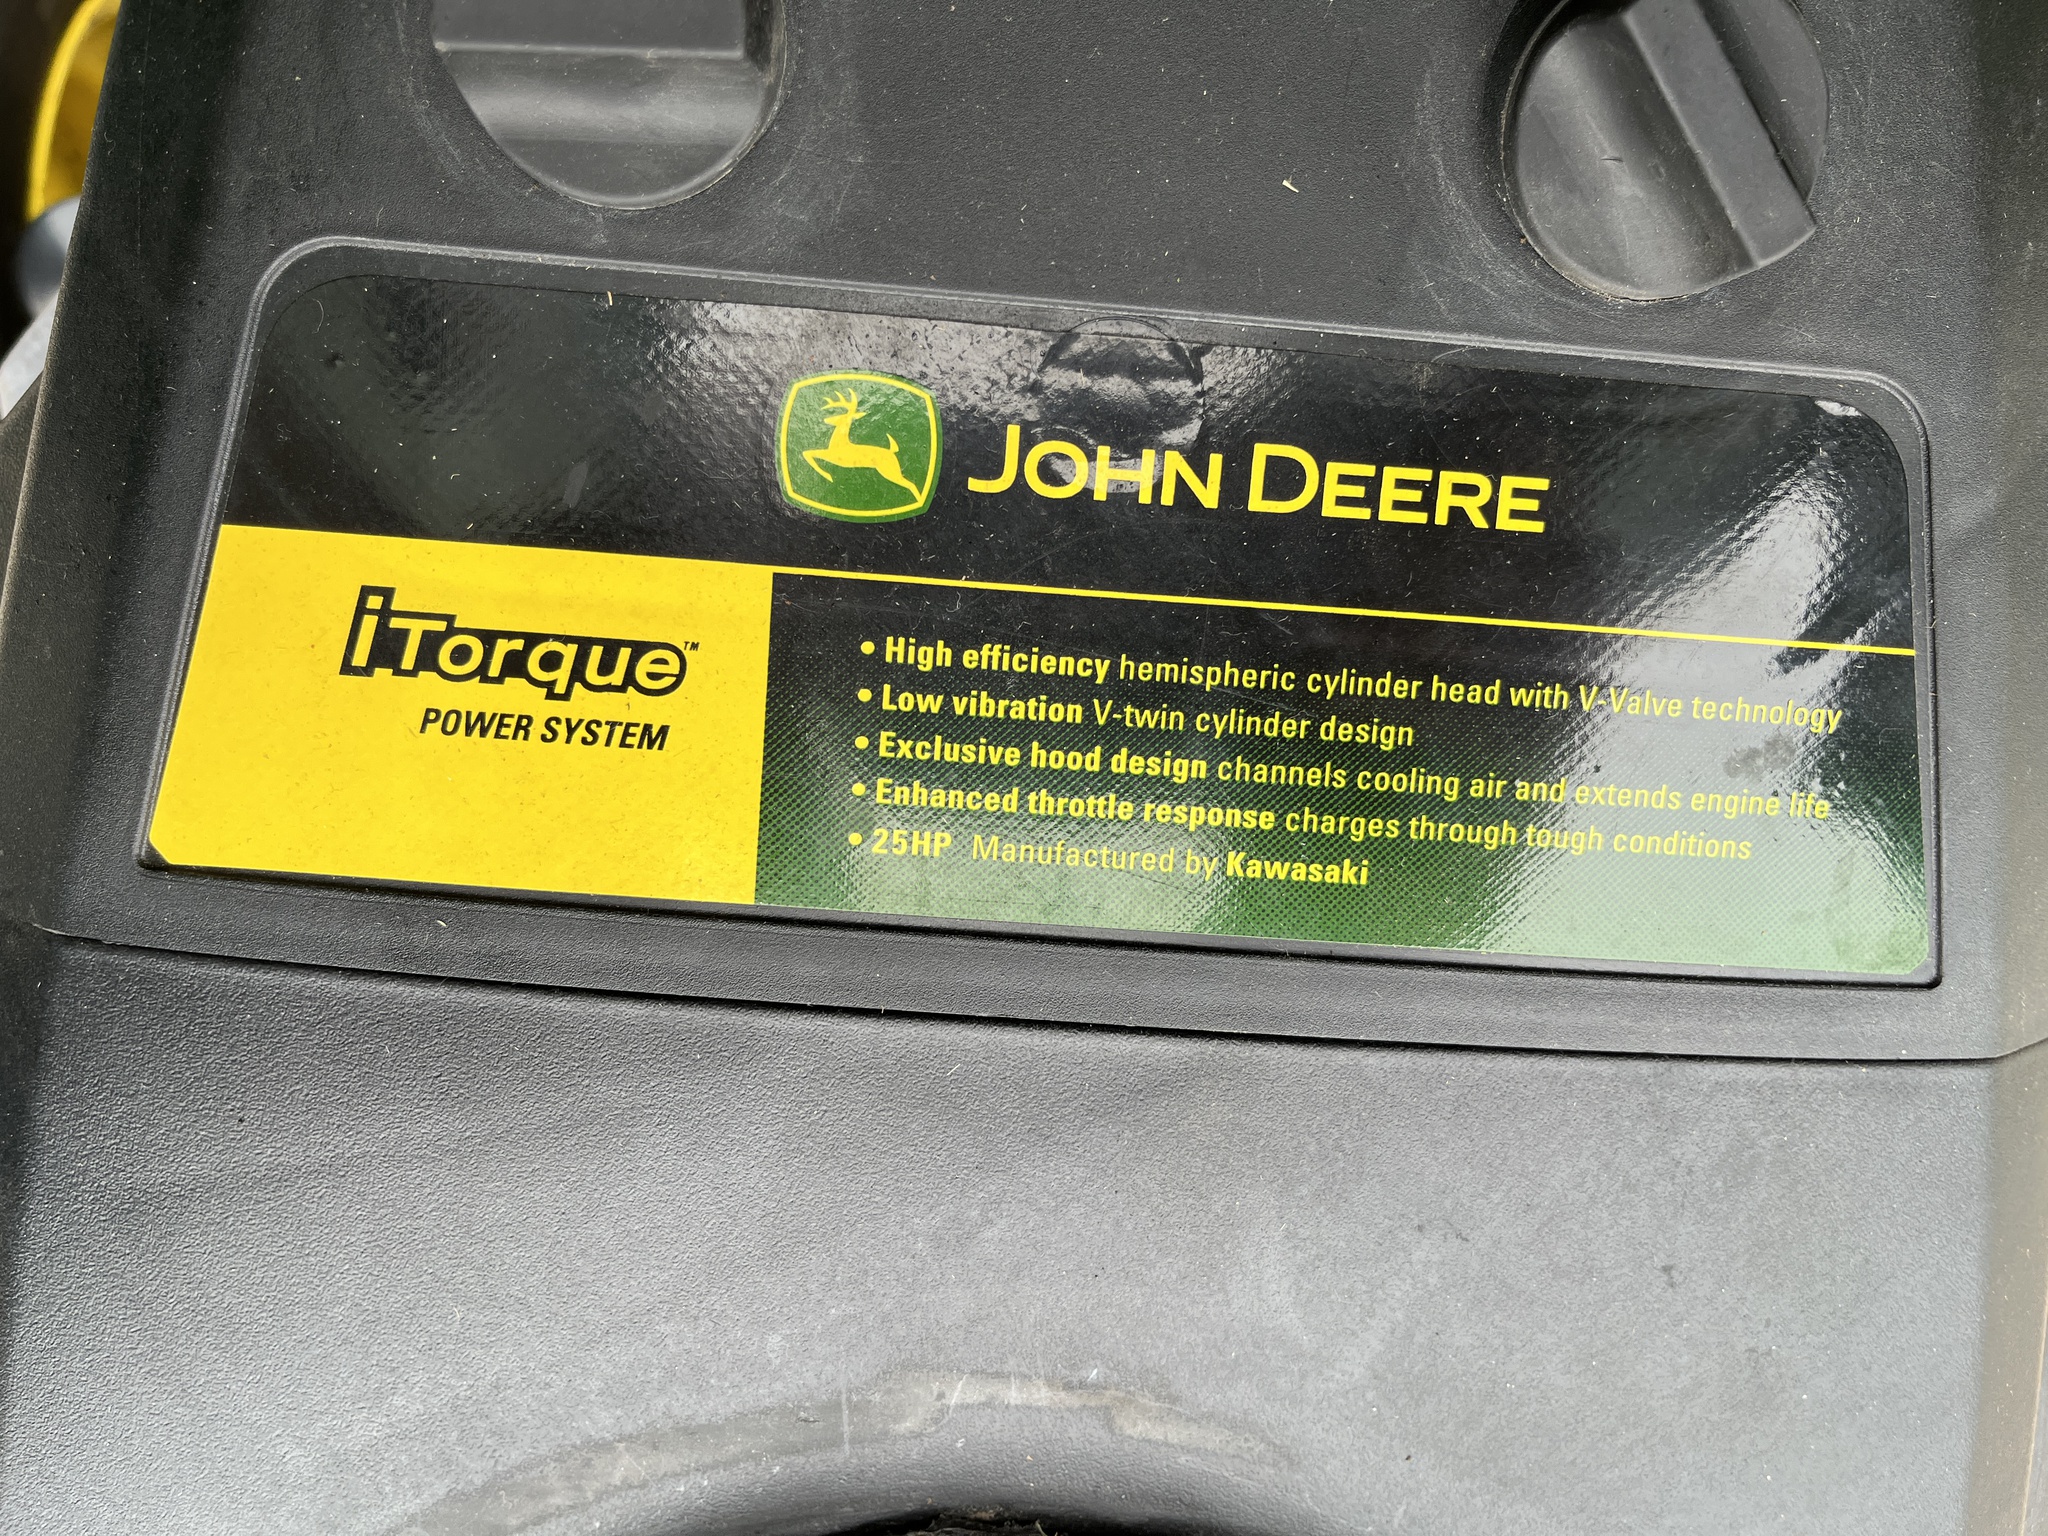 JOHN DEERE
iTorque™
POWER SYSTEM
• High efficiency hemispheric cylinder head with V-Valve technology
• Low vibration V-twin cylinder design
• Exclusive hood design channels cooling air and extends engine life
• Enhanced throttle response charges through tough conditions
• 25HP Manufactured by Kawasaki